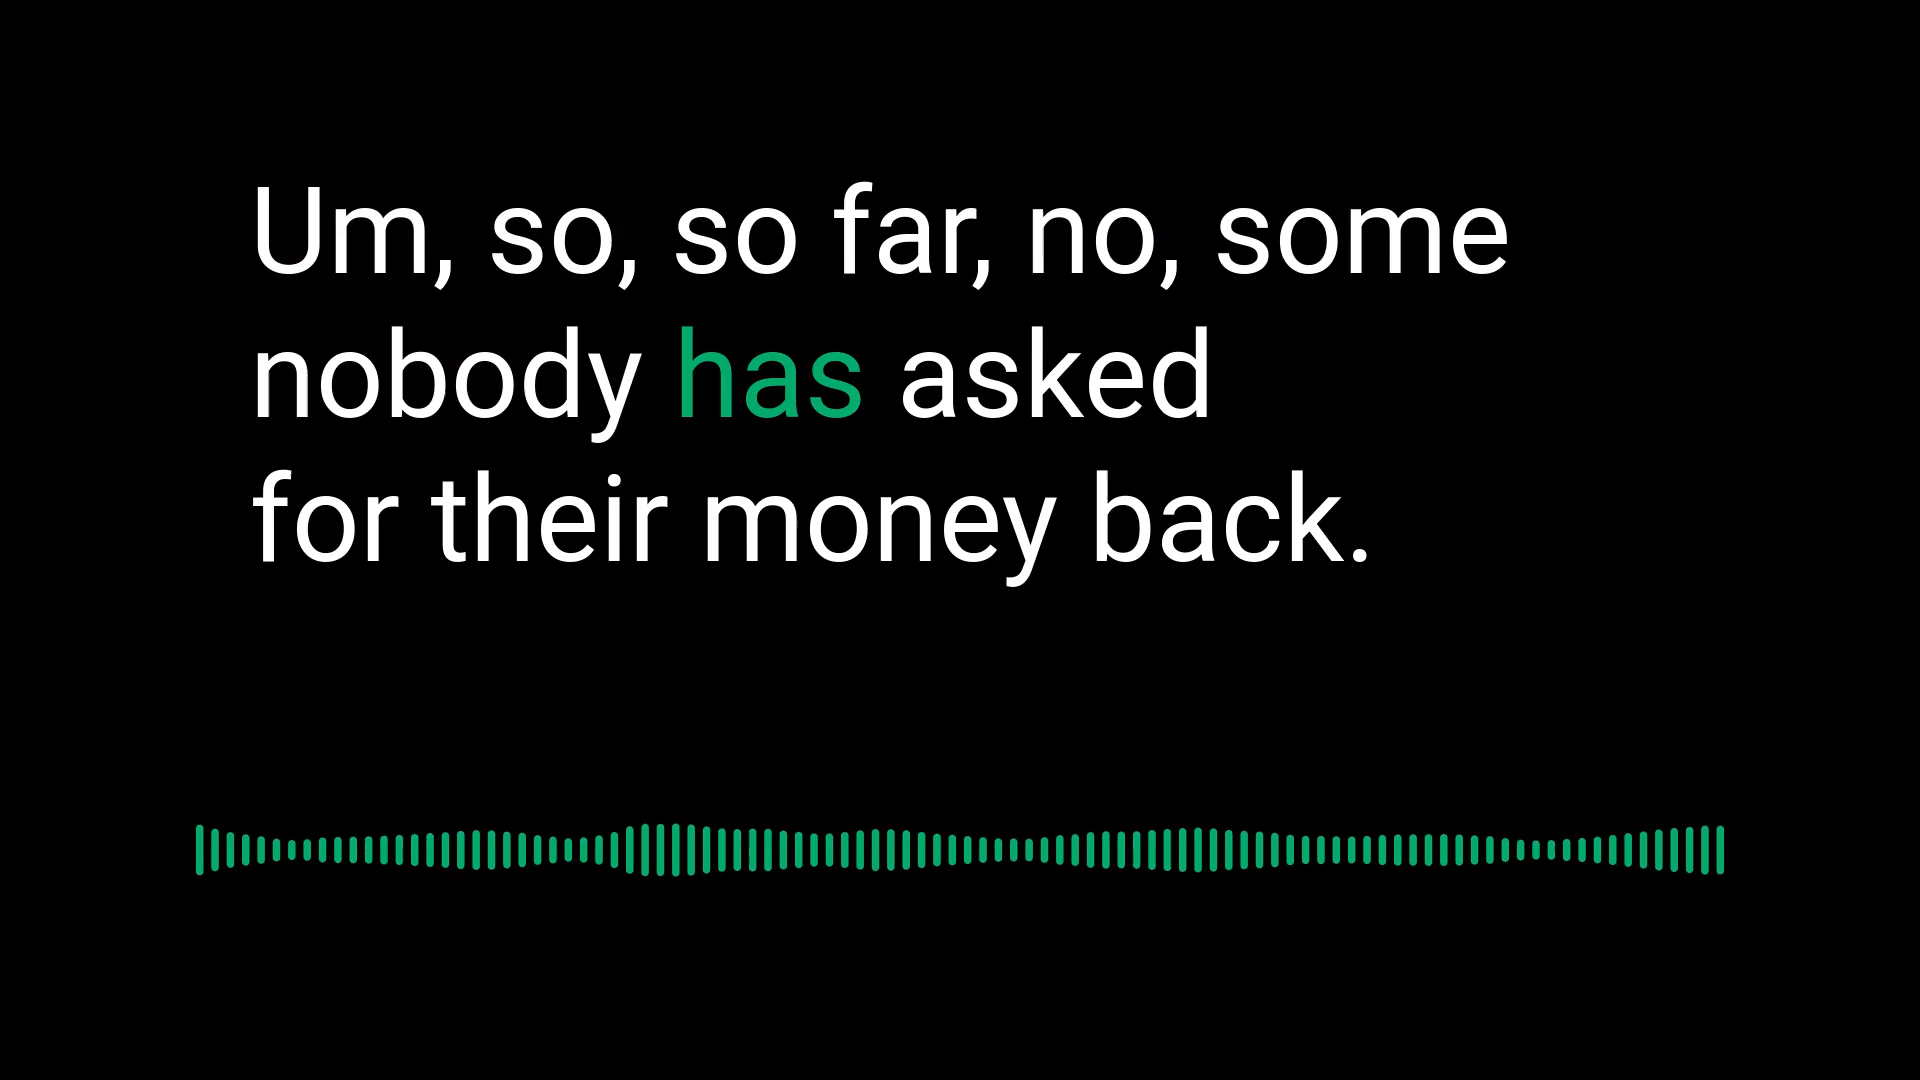 Um, so, so far, no, some
nobody has asked
for their money back.